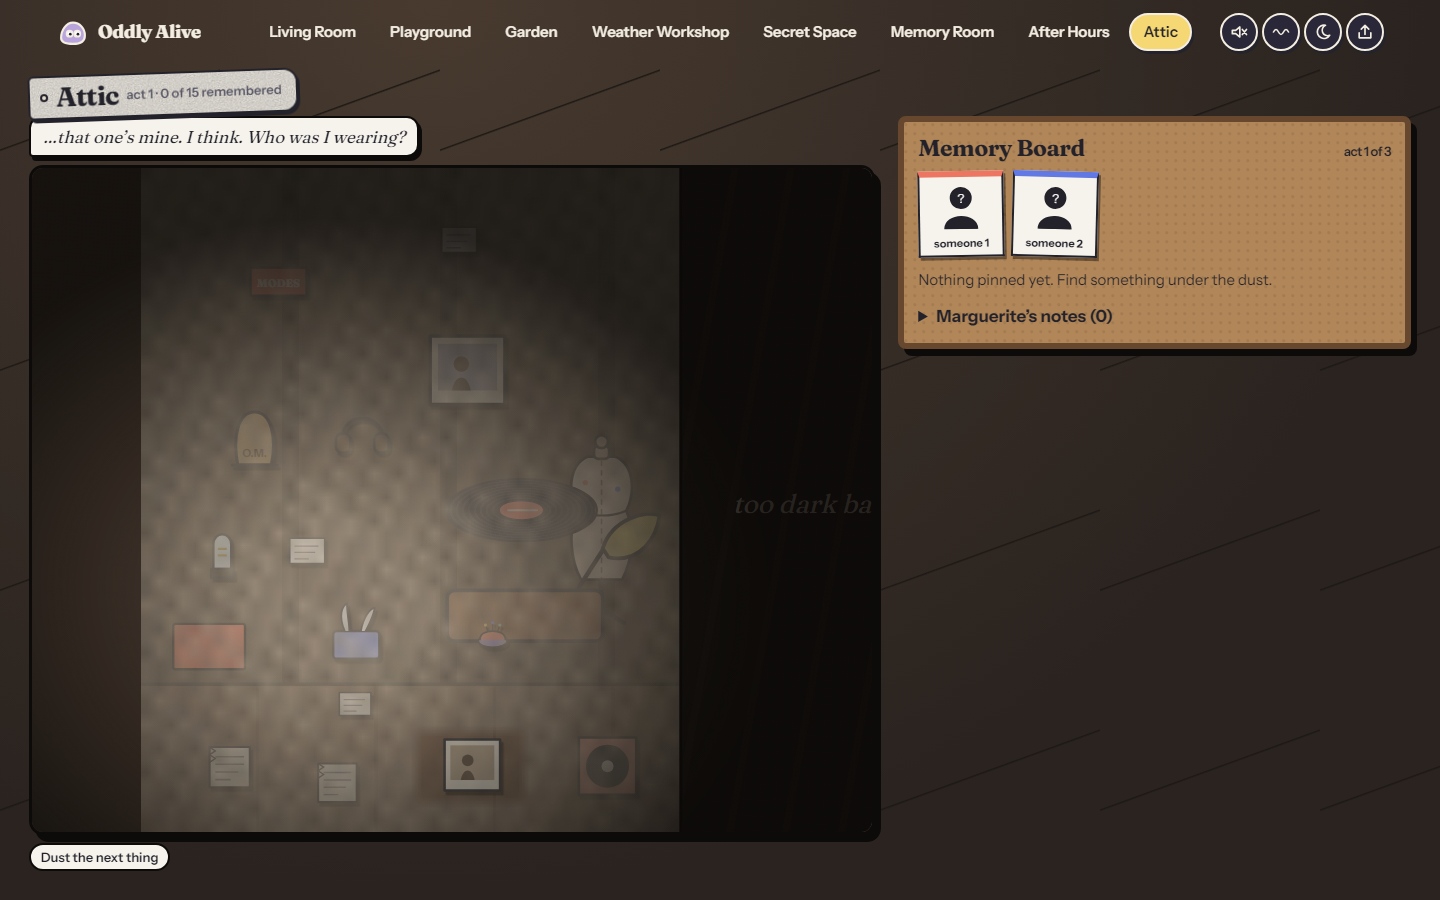 Oddly Alive
Living Room
Playground
Garden
Weather Workshop
Secret Space
Memory Room
After Hours
Attic
Attic act 1 · 0 of 15 remembered
...that one's mine. I think. Who was I wearing?
O.M.
too dark ba
Dust the next thing
Memory Board
act 1 of 3
?
?
someone 1
someone 2
Nothing pinned yet. Find something under the dust.
Marguerite's notes (0)